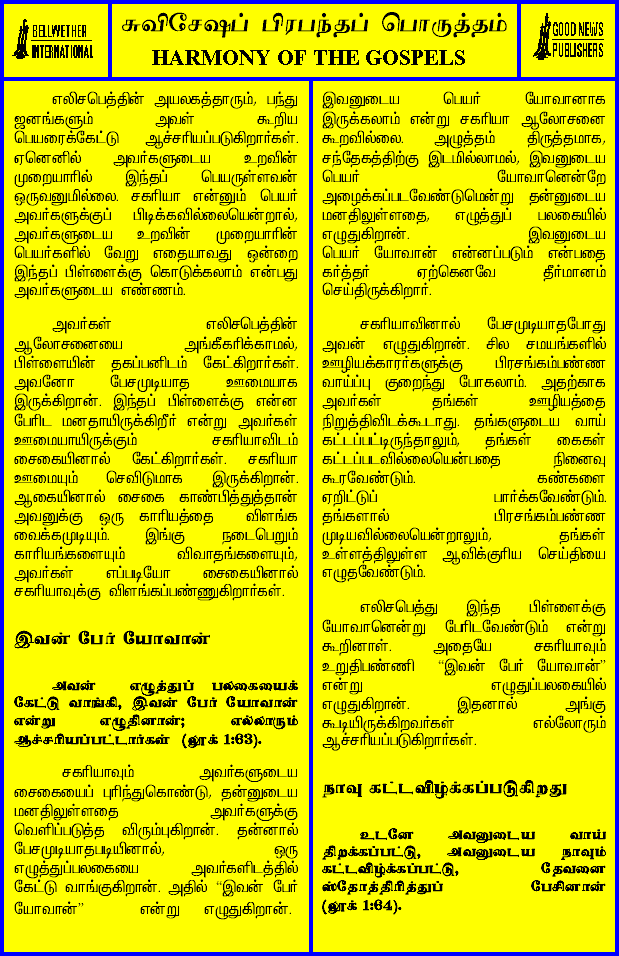 BELLWETHER
INTERNATIONAL
சுவிசேஷப் பிரபந்தப் பொருத்தம்
HARMONY OF THE GOSPELS
GOOD NEWS
PUBLISHERS
எலிசபெத்தின் அயலகத்தாரும், பந்து
ஜனங்களும் அவள் கூறிய
பெயரைக்கேட்டு ஆச்சரியப்படுகிறார்கள்.
ஏனெனில் அவர்களுடைய உறவின்
முறையாரில் இந்தப் பெயருள்ளவன்
ஒருவனுமில்லை. சகரியா என்னும் பெயர்
அவர்களுக்குப் பிடிக்கவில்லையென்றால்,
அவர்களுடைய உறவின் முறையாரின்
பெயர்களில் வேறு எதையாவது ஒன்றை
இந்தப் பிள்ளைக்கு கொடுக்கலாம் என்பது
அவர்களுடைய எண்ணம்.
அவர்கள் எலிசபெத்தின்
ஆலோசனையை அங்கீகரிக்காமல்,
பிள்ளையின் தகப்பனிடம் கேட்கிறார்கள்.
அவனோ பேசமுடியாத ஊமையாக
இருக்கிறான். இந்தப் பிள்ளைக்கு என்ன
பேரிட மனதாயிருக்கிறீர் என்று அவர்கள்
ஊமையாயிருக்கும் சகரியாவிடம்
சைகையினால் கேட்கிறார்கள். சகரியா
ஊமையும் செவிடுமாக இருக்கிறான்.
ஆகையினால் சைகை காண்பித்துத்தான்
அவனுக்கு ஒரு காரியத்தை விளங்க
வைக்கமுடியும். இங்கு நடைபெறும்
காரியங்களையும் விவாதங்களையும்,
அவர்கள் எப்படியோ சைகையினால்
சகரியாவுக்கு விளங்கப்பண்ணுகிறார்கள்.
இவன் பேர் யோவான்
அவன் எழுத்துப் பலகையைக்
கேட்டு வாங்கி, இவன் பேர் யோவான்
என்று எழுதினான்; எல்லாரும்
ஆச்சரியப்பட்டார்கள் (லூக் 1:63).
சகரியாவும் அவர்களுடைய
சைகையைப் புரிந்துகொண்டு, தன்னுடைய
மனதிலுள்ளதை அவர்களுக்கு
வெளிப்படுத்த விரும்புகிறான். தன்னால்
பேசமுடியாதபடியினால், ஒரு
எழுத்துப்பலகையை அவர்களிடத்தில்
கேட்டு வாங்குகிறான். அதில் “இவன் பேர்
யோவான்” என்று எழுதுகிறான்.
இவனுடைய பெயர் யோவானாக
இருக்கலாம் என்று சகரியா ஆலோசனை
கூறவில்லை. அழுத்தம் திருத்தமாக,
சந்தேகத்திற்கு இடமில்லாமல், இவனுடைய
பெயர் யோவானென்றே
அழைக்கப்படவேண்டுமென்று தன்னுடைய
மனதிலுள்ளதை, எழுத்துப் பலகையில்
எழுதுகிறான். இவனுடைய
பெயர் யோவான் என்னப்படும் என்பதை
கர்த்தர் ஏற்கெனவே தீர்மானம்
செய்திருக்கிறார்.
சகரியாவினால் பேசமுடியாதபோது
அவன் எழுதுகிறான். சில சமயங்களில்
ஊழியக்காரர்களுக்கு பிரசங்கம்பண்ண
வாய்ப்பு குறைந்து போகலாம். அதற்காக
அவர்கள் தங்கள் ஊழியத்தை
நிறுத்திவிடக்கூடாது. தங்களுடைய வாய்
கட்டப்பட்டிருந்தாலும், தங்கள் கைகள்
கட்டப்படவில்லையென்பதை நினைவு
கூரவேண்டும். கண்களை
ஏறிட்டுப் பார்க்கவேண்டும்.
தங்களால் பிரசங்கம்பண்ண
முடியவில்லையென்றாலும், தங்கள்
உள்ளத்திலுள்ள ஆவிக்குரிய செய்தியை
எழுதவேண்டும்.
எலிசபெத்து இந்த பிள்ளைக்கு
யோவானென்று பேரிடவேண்டும் என்று
கூறினாள். அதையே சகரியாவும்
உறுதிபண்ணி “இவன் பேர் யோவான்”
என்று எழுதுப்பலகையில்
எழுதுகிறான். இதனால் அங்கு
கூடியிருக்கிறவர்கள் எல்லோரும்
ஆச்சரியப்படுகிறார்கள்.
நாவு கட்டவிழ்க்கப்படுகிறது
உடனே அவனுடைய வாய்
திறக்கப்பட்டு, அவனுடைய நாவும்
கட்டவிழ்க்கப்பட்டு, தேவனை
ஸ்தோத்திரித்துப் பேசினான்
(லூக் 1:64).